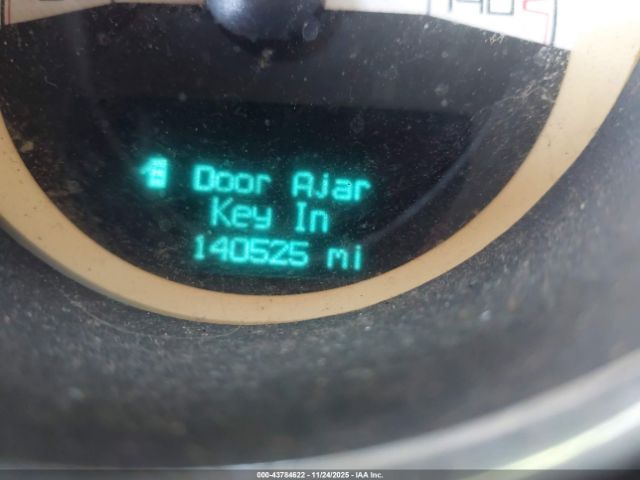 Door Ajar
Key In
140525 mi
000-43784622 - 11/24/2025 - IAA Inc.